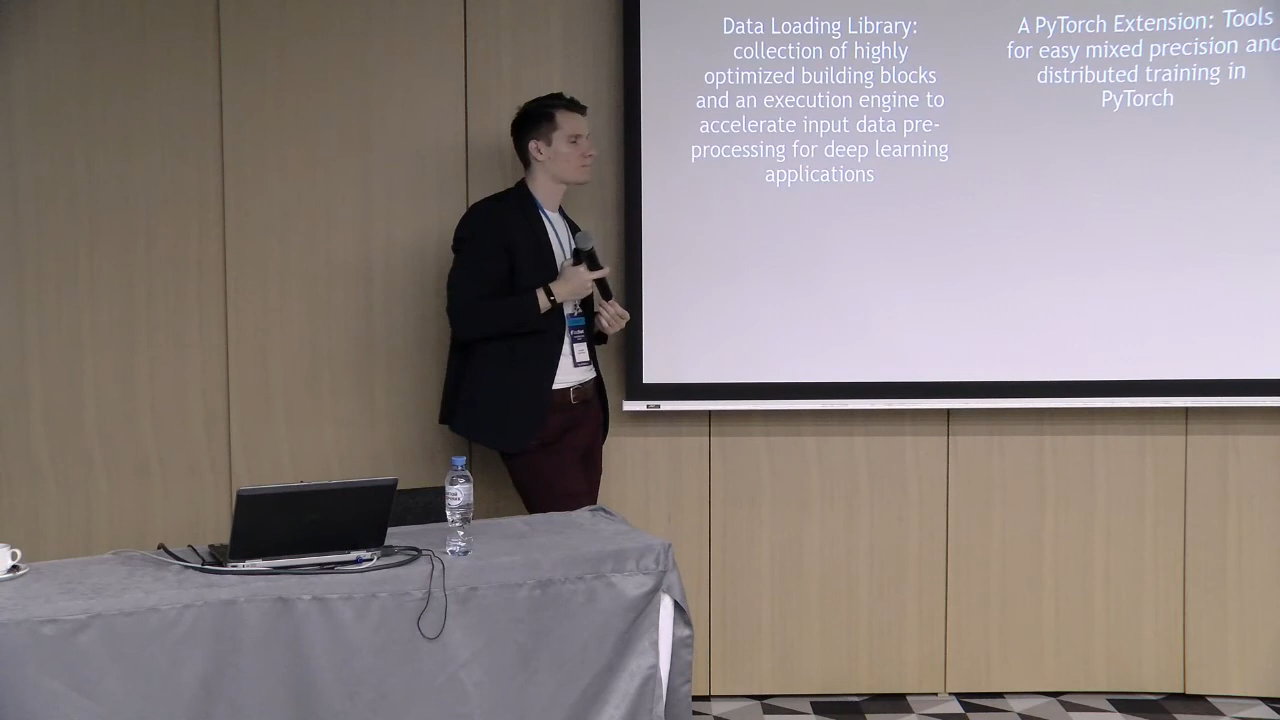 Data Loading Library:
collection of highly
optimized building blocks
and an execution engine to
accelerate input data pre-
processing for deep learning
applications
A PyTorch Extension: Tools
for easy mixed precision and
distributed training in
PyTorch